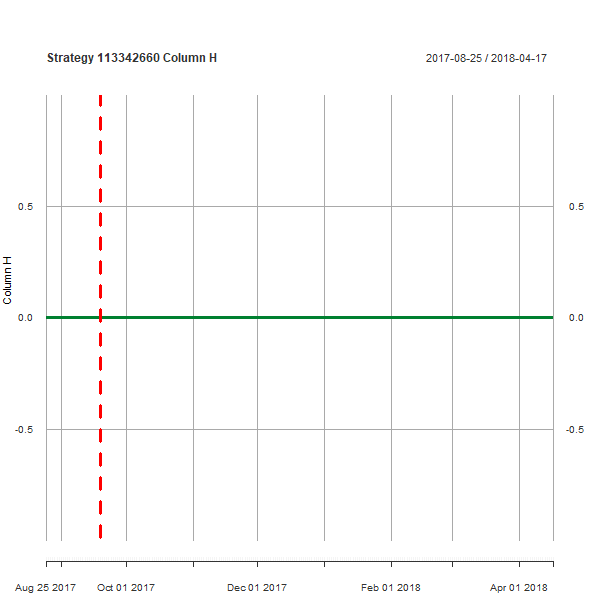 Strategy 113342660 Column H 2017-08-25 / 2018-04-17
0.5 0.5
Column H
0.0 0.0
-0.5 -0.5
Aug 25 2017 Oct 01 2017 Dec 01 2017 Feb 01 2018 Apr 01 2018